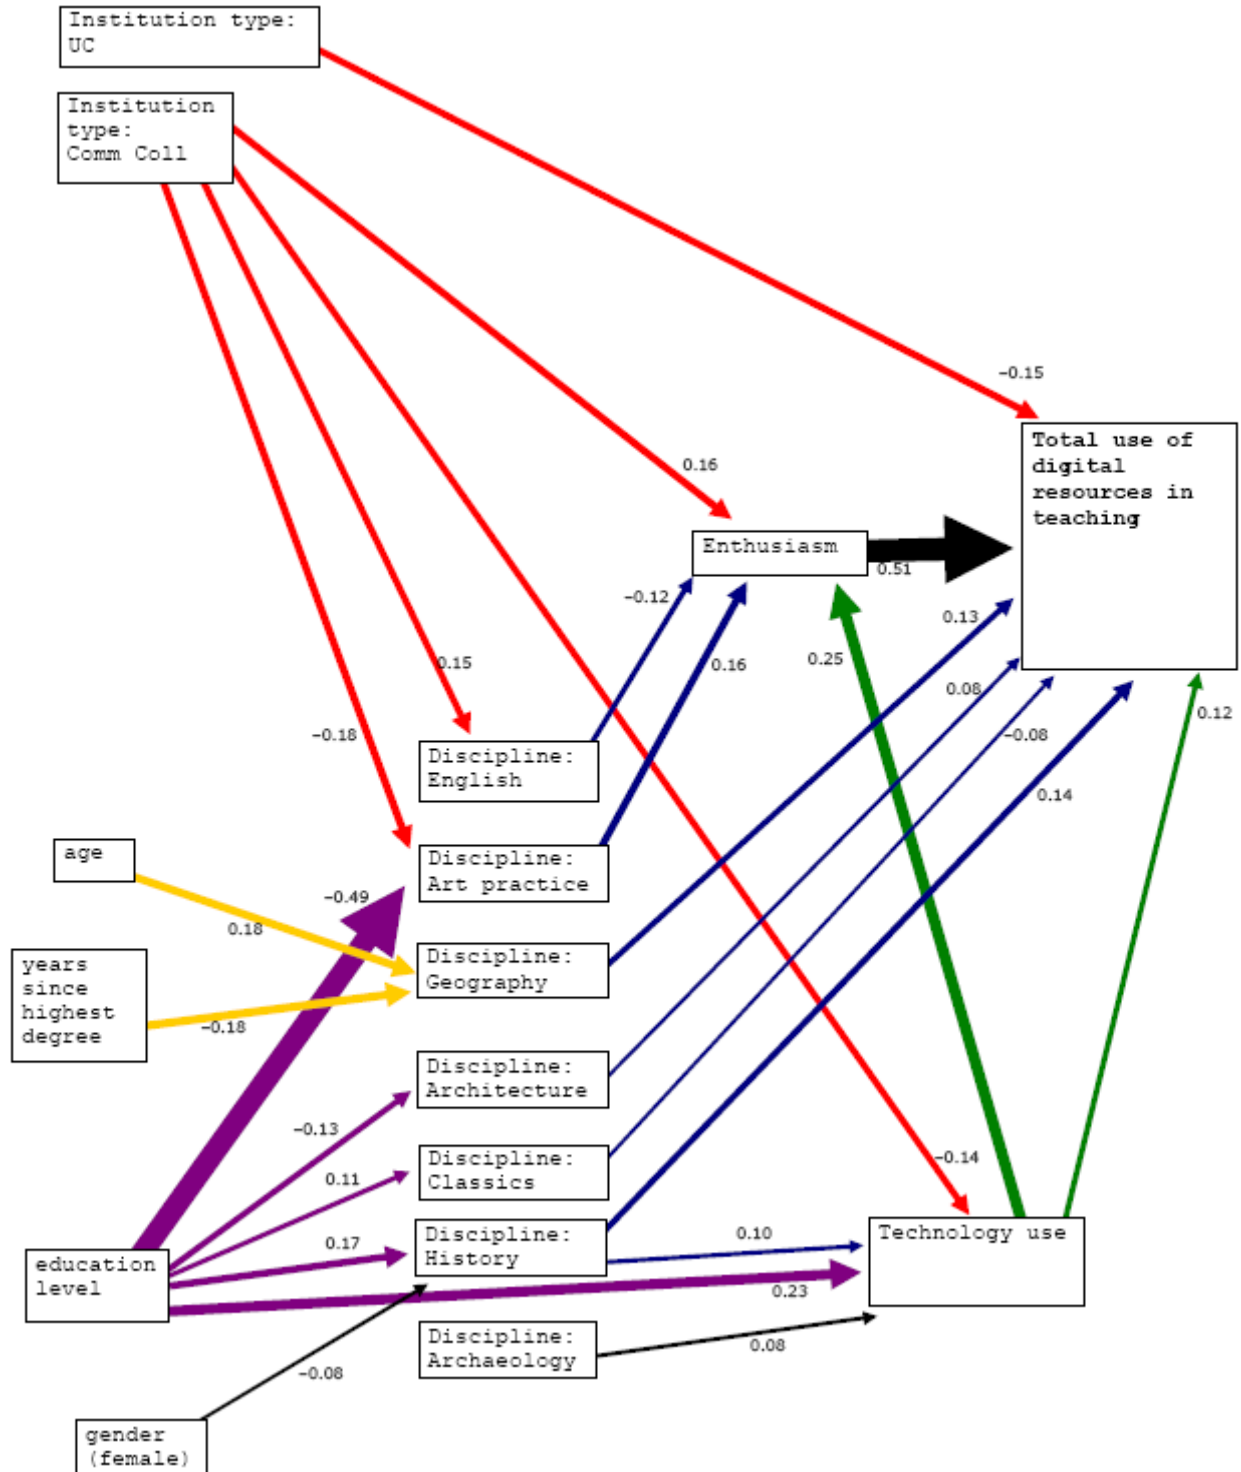 Institution type:
UC
Institution
type:
Comm Coll
-0.15
Total use of
digital
resources in
teaching
0.16
Enthusiasm
0.51
-0.12
0.13
0.16
0.25
0.15
0.08
0.12
-0.18
-0.08
Discipline:
English
0.14
age
Discipline:
Art practice
-0.49
0.18
years
since
highest
degree
Discipline:
Geography
-0.18
Discipline:
Architecture
-0.13
Discipline:
Classics
-0.14
0.11
Discipline:
History
Technology use
0.17
0.10
education
level
0.23
Discipline:
Archaeology
0.08
-0.08
gender
(female)